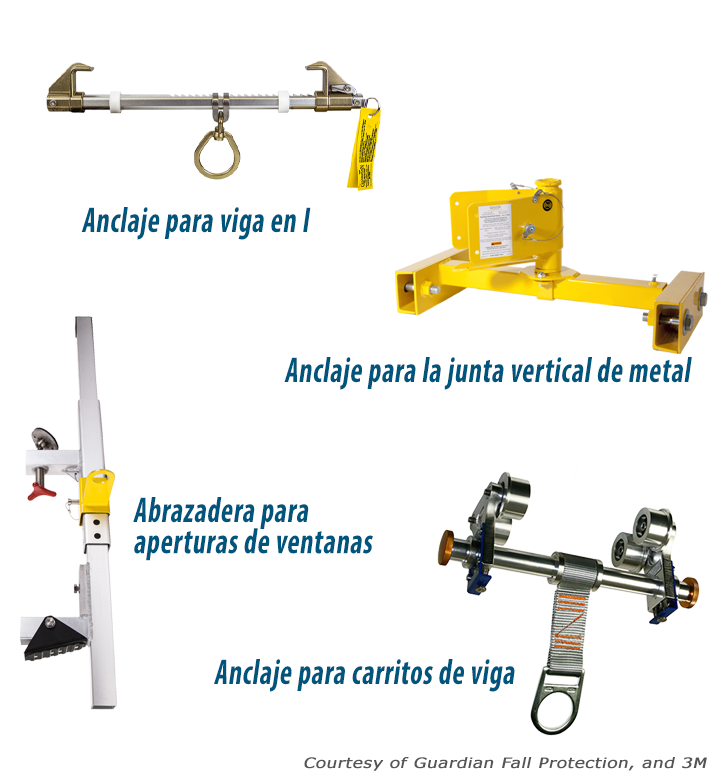 Anclaje para viga en I
Anclaje para la junta vertical de metal
Abrazadera para
aperturas de ventanas
Anclaje para carritos de viga
Courtesy of Guardian Fall Protection, and 3M